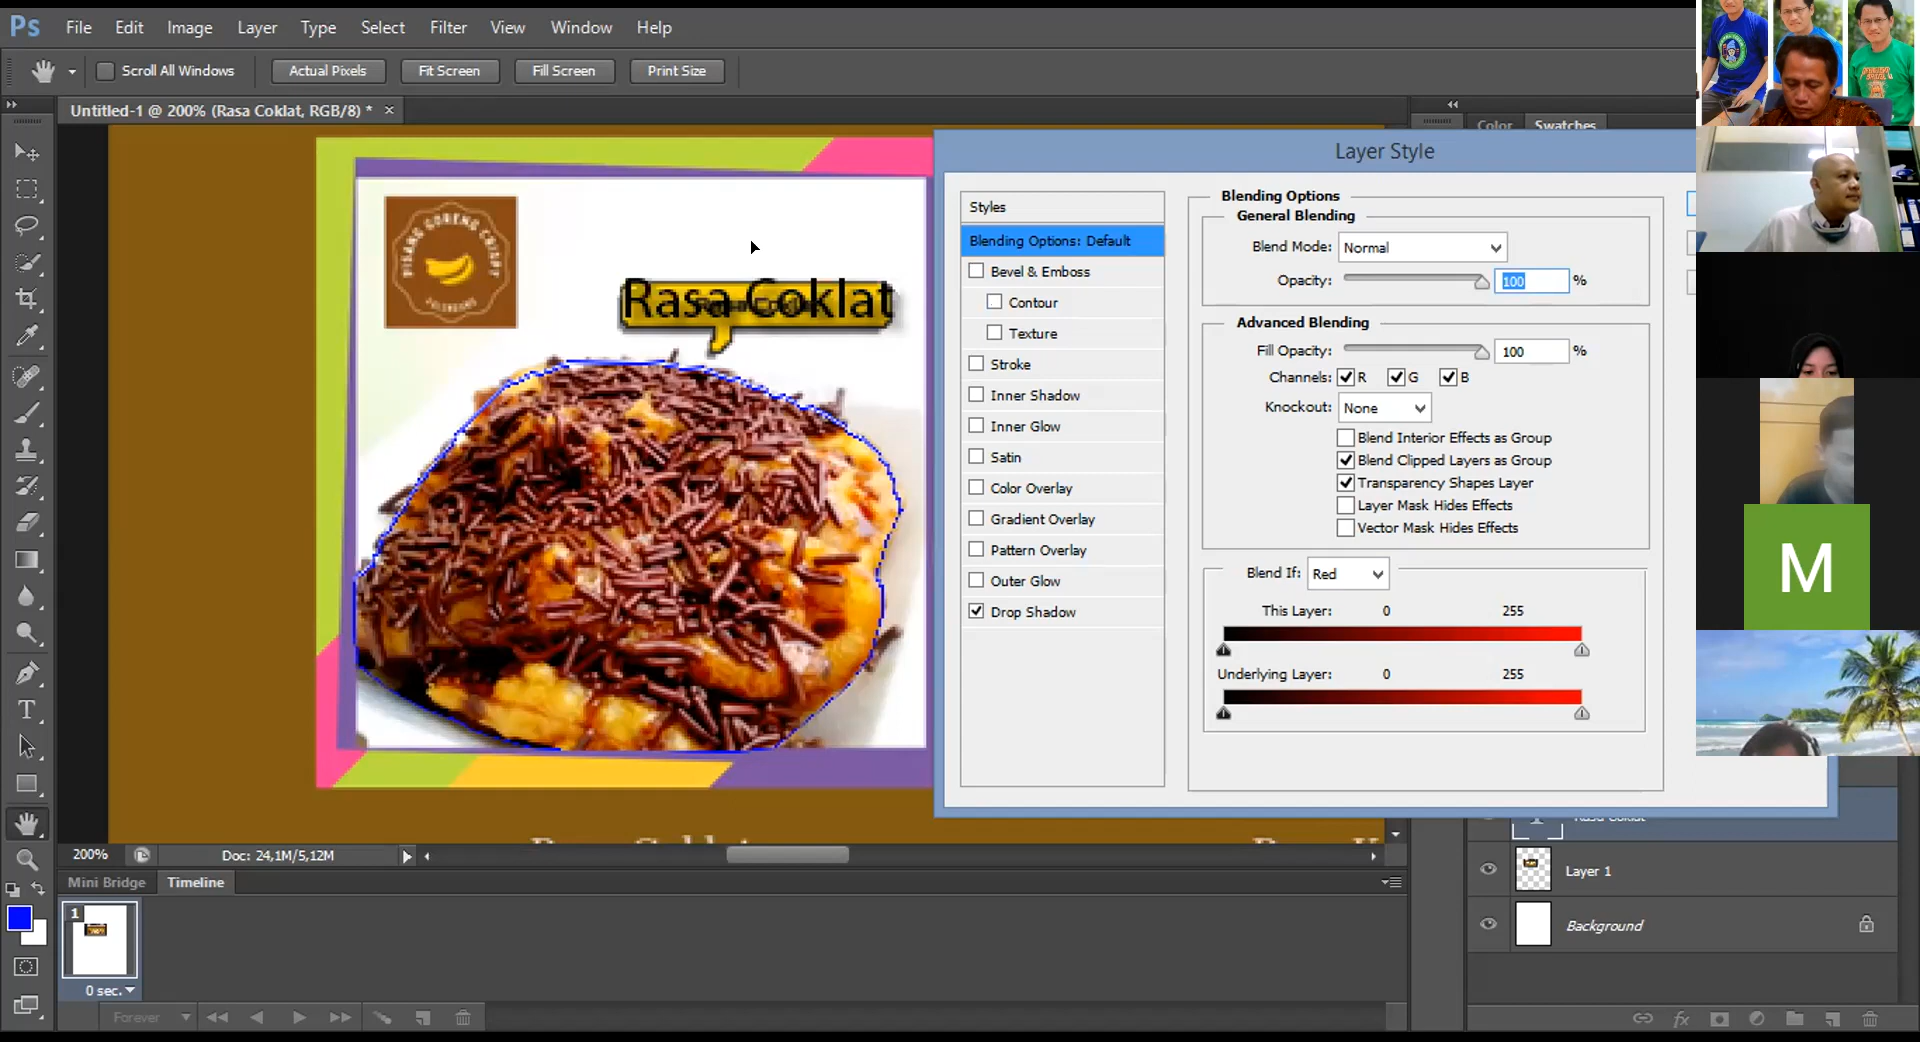 Ps File Edit Image Layer Type Select Filter View Window Help
Scroll All Windows Actual Pixels Fit Screen Fill Screen Print Size
Untitled-1 @ 200% (Rasa Coklat, RGB/8) * ×
Color Swatches
Layer Style
PISANG GORENG CRISPY
Rasa Coklat
Styles
Blending Options: Default
Bevel & Emboss
Contour
Texture
Stroke
Inner Shadow
Inner Glow
Satin
Color Overlay
Gradient Overlay
Pattern Overlay
Outer Glow
Drop Shadow
Blending Options
General Blending
Blend Mode: Normal
Opacity: 100 %
Advanced Blending
Fill Opacity: 100 %
Channels: R G B
Knockout: None
Blend Interior Effects as Group
Blend Clipped Layers as Group
Transparency Shapes Layer
Layer Mask Hides Effects
Vector Mask Hides Effects
Blend If: Red
This Layer: 0 255
Underlying Layer: 0 255
M
Rasa Coklat
Layer 1
Background
200% Doc: 24,1M/5,12M
Mini Bridge Timeline
1
0 sec.
Forever
fx